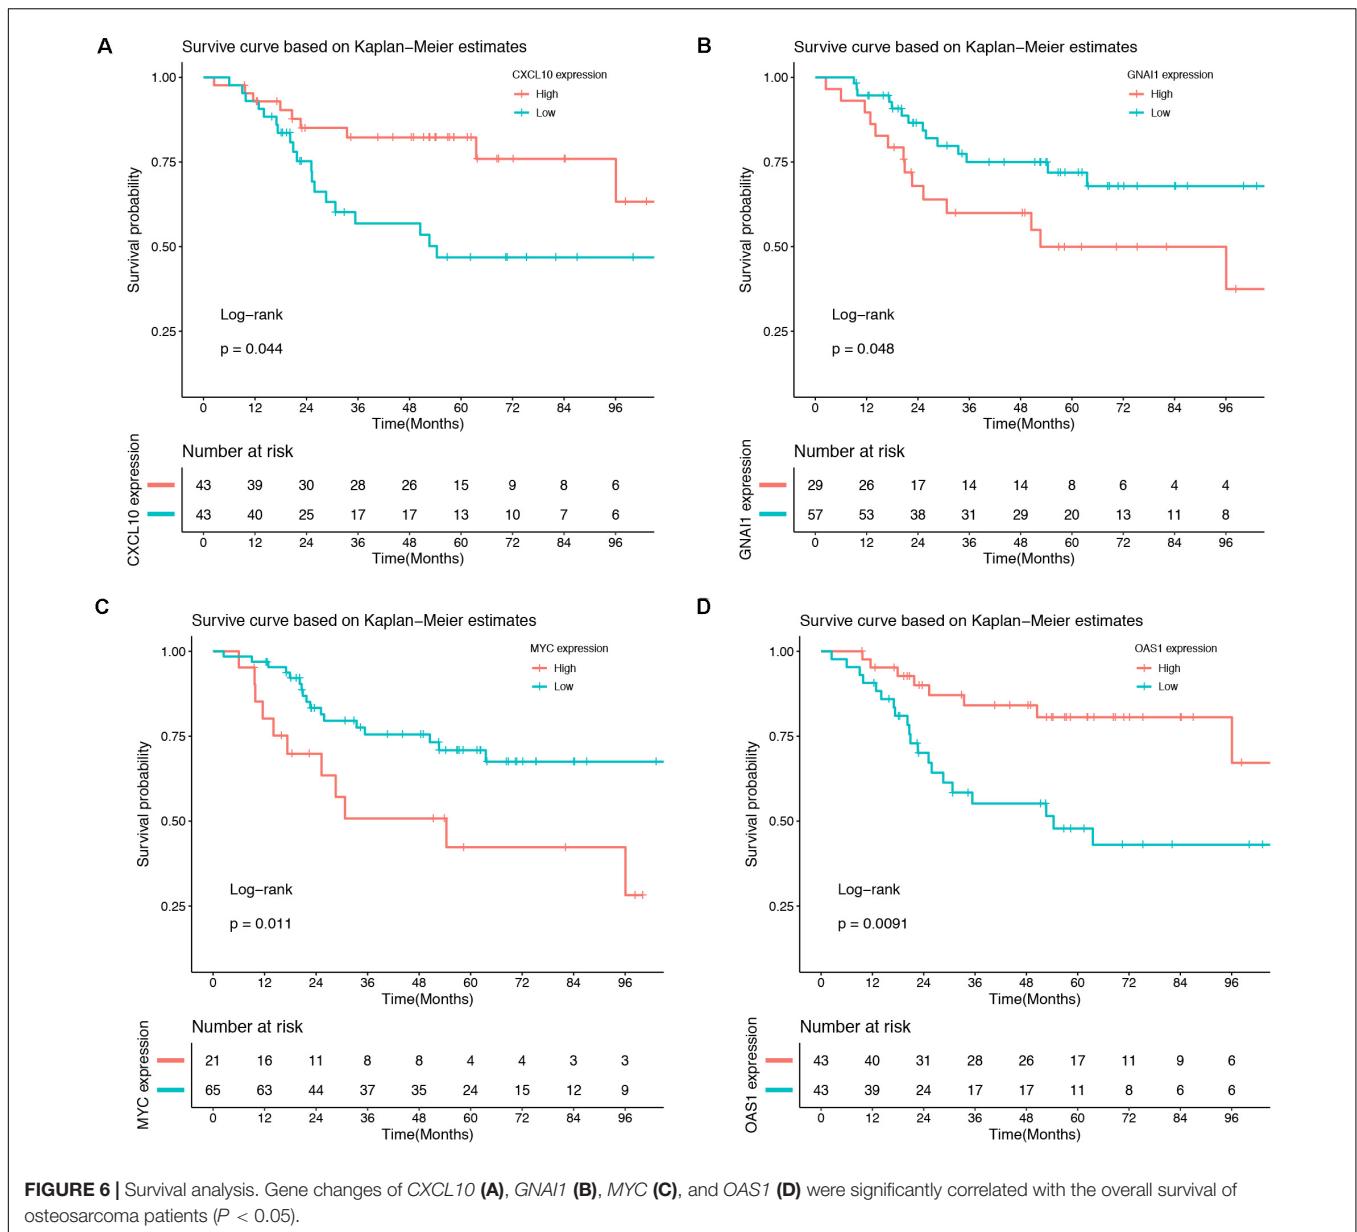 A
Survive curve based on Kaplan−Meier estimates
CXCL10 expression
High
Low
1.00
0.75
0.50
0.25
Survival probability
Log−rank
p = 0.044
0 12 24 36 48 60 72 84 96
Time(Months)
Number at risk
CXCL10 expression
43 39 30 28 26 15 9 8 6
43 40 25 17 17 13 10 7 6
0 12 24 36 48 60 72 84 96
Time(Months)
B
Survive curve based on Kaplan−Meier estimates
GNAI1 expression
High
Low
1.00
0.75
0.50
0.25
Survival probability
Log−rank
p = 0.048
0 12 24 36 48 60 72 84 96
Time(Months)
Number at risk
GNAI1 expression
29 26 17 14 14 8 6 4 4
57 53 38 31 29 20 13 11 8
0 12 24 36 48 60 72 84 96
Time(Months)
C
Survive curve based on Kaplan−Meier estimates
MYC expression
High
Low
1.00
0.75
0.50
0.25
Survival probability
Log−rank
p = 0.011
0 12 24 36 48 60 72 84 96
Time(Months)
Number at risk
MYC expression
21 16 11 8 8 4 4 3 3
65 63 44 37 35 24 15 12 9
0 12 24 36 48 60 72 84 96
Time(Months)
D
Survive curve based on Kaplan−Meier estimates
OAS1 expression
High
Low
1.00
0.75
0.50
0.25
Survival probability
Log−rank
p = 0.0091
0 12 24 36 48 60 72 84 96
Time(Months)
Number at risk
OAS1 expression
43 40 31 28 26 17 11 9 6
43 39 24 17 17 11 8 6 6
0 12 24 36 48 60 72 84 96
Time(Months)
FIGURE 6 | Survival analysis. Gene changes of CXCL10 (A), GNAI1 (B), MYC (C), and OAS1 (D) were significantly correlated with the overall survival of
osteosarcoma patients (P < 0.05).